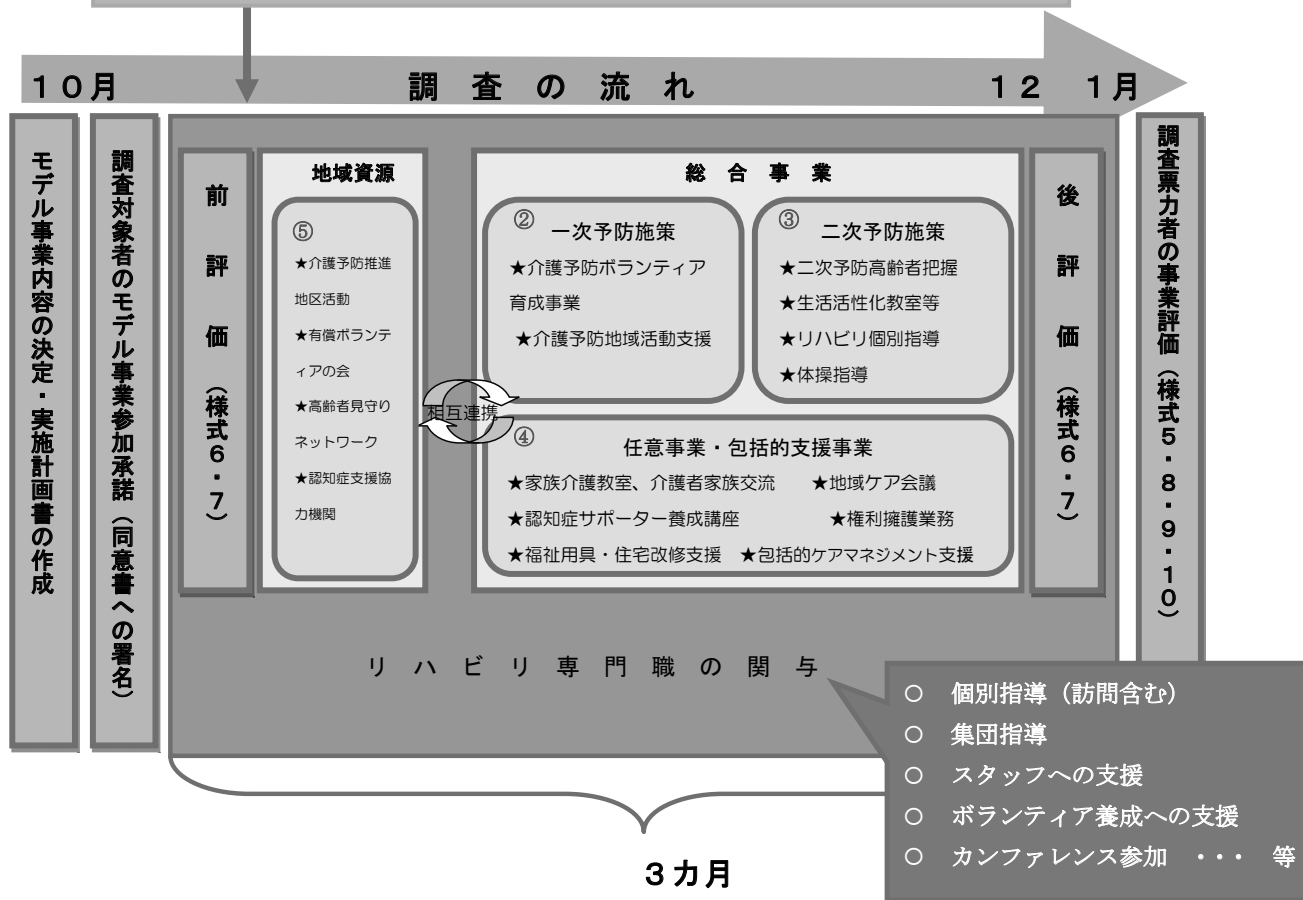 10月
調査の流れ
12 1月
モデル事業内容の決定・実施計画書の作成
調査対象者のモデル事業参加承諾（同意書への署名）
前評価（様式6・7）
地域資源
⑤
★介護予防推進
地区活動
★有償ボランテ
ィアの会
★高齢者見守り
ネットワーク
★認知症支援協
力機関
相互連携
総合事業
②
一次予防施策
★介護予防ボランティア
育成事業
★介護予防地域活動支援
③
二次予防施策
★二次予防高齢者把握
★生活活性化教室等
★リハビリ個別指導
★体操指導
④
任意事業・包括的支援事業
★家族介護教室、介護者家族交流 ★地域ケア会議
★認知症サポーター養成講座 ★権利擁護業務
★福祉用具・住宅改修支援 ★包括的ケアマネジメント支援
後評価（様式6・7）
調査票力者の事業評価（様式5・8・9・10）
リハビリ専門職の関与
○ 個別指導（訪問含む）
○ 集団指導
○ スタッフへの支援
○ ボランティア養成への支援
○ カンファレンス参加 ・・・ 等
3カ月